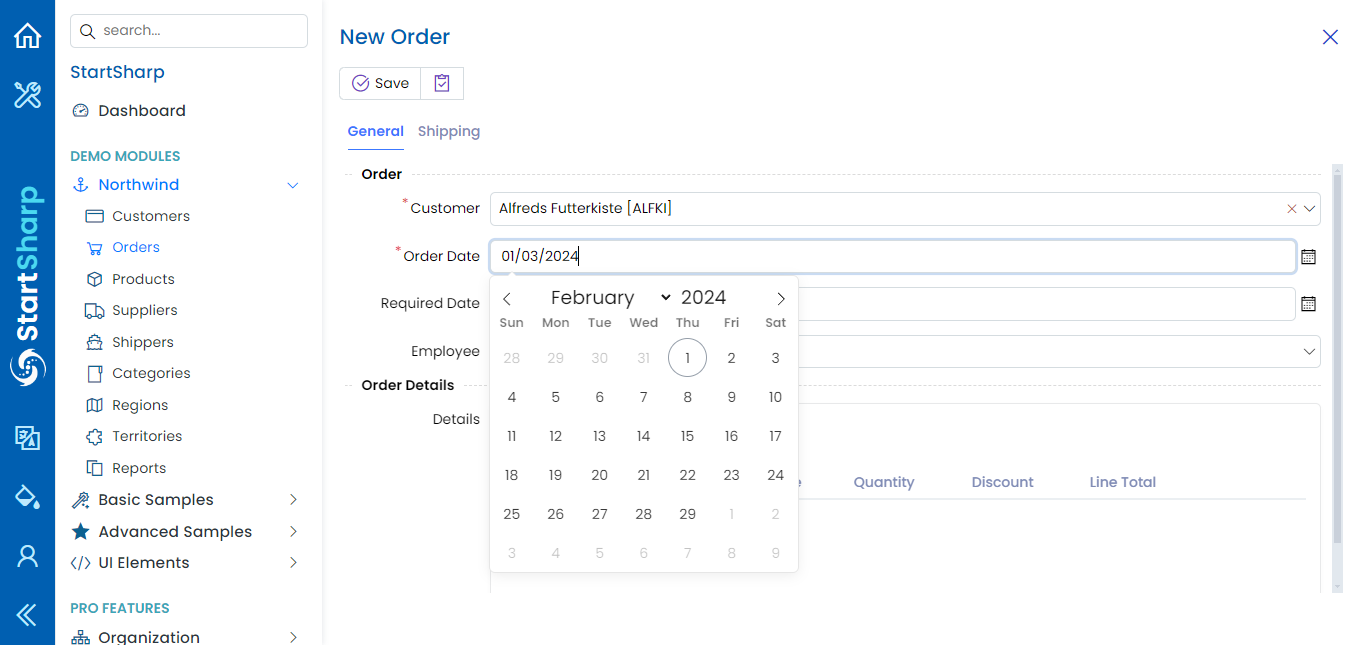 search...
StartSharp
Dashboard
DEMO MODULES
Northwind
Customers
Orders
Products
Suppliers
Shippers
Categories
Regions
Territories
Reports
Basic Samples
Advanced Samples
UI Elements
PRO FEATURES
Organization
StartSharp
New Order
Save
General Shipping
Order
*Customer Alfreds Futterkiste [ALFKI]
*Order Date 01/03/2024
Required Date
Employee
Order Details
Details
February 2024
Sun Mon Tue Wed Thu Fri Sat
28 29 30 31 1 2 3
4 5 6 7 8 9 10
11 12 13 14 15 16 17
18 19 20 21 22 23 24
25 26 27 28 29 1 2
3 4 5 6 7 8 9
Quantity Discount Line Total